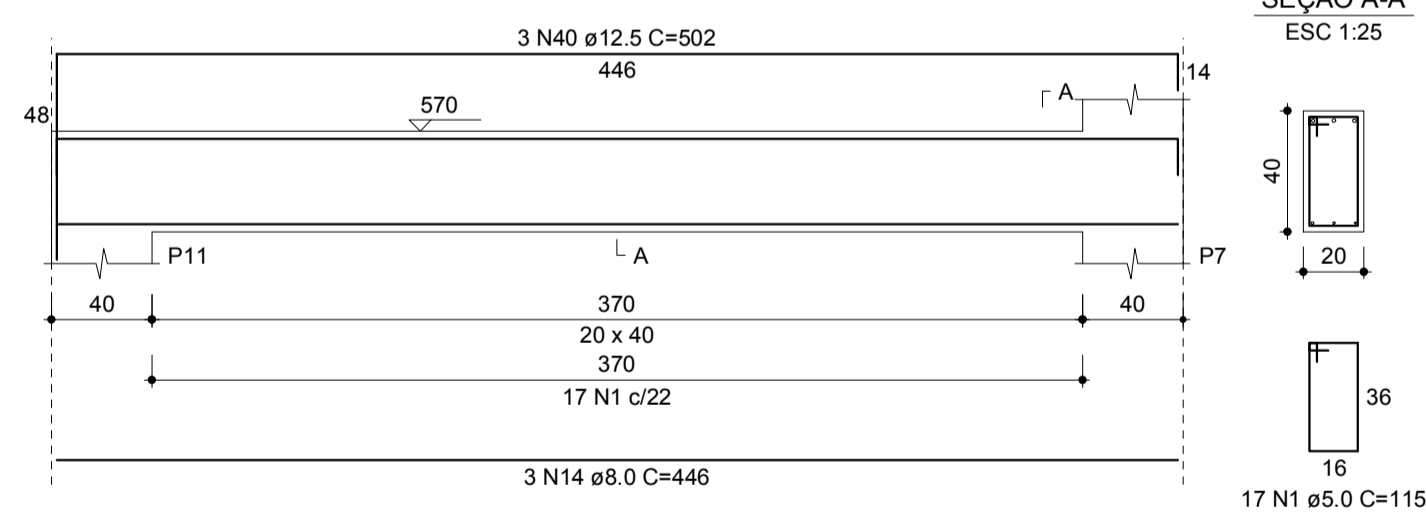 SEÇÃO A-A
ESC 1:25
3 N40 ø12.5 C=502
446
14
A
48
570
40
P11
A
P7
20
40
370
40
20 x 40
370
17 N1 c/22
36
16
3 N14 ø8.0 C=446
17 N1 ø5.0 C=115